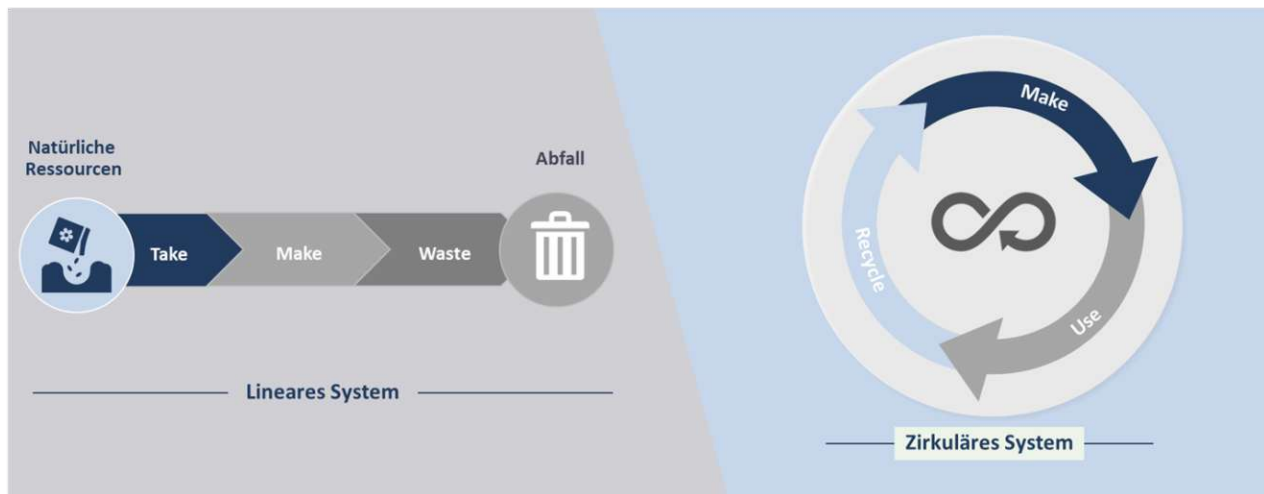 Natürliche
Ressourcen
Abfall
Take
Make
Waste
Lineares System
Make
Use
Recycle
Zirkuläres System